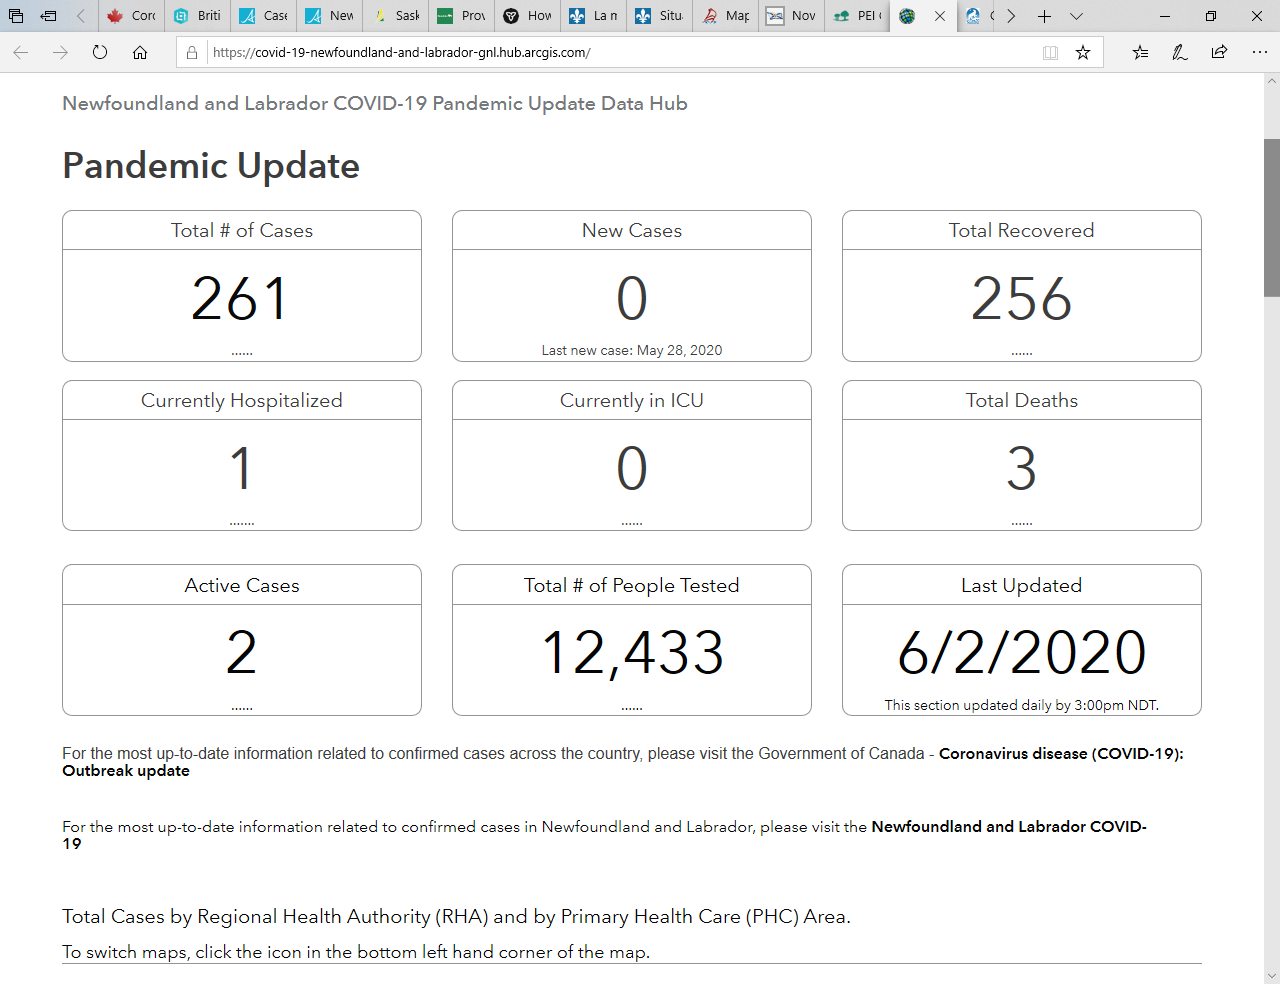 Corc
Briti
Case
New
Sask
Prov
How
La n
Situ
Map
Nov
PEI
https://covid-19-newfoundland-and-labrador-gnl.hub.arcgis.com/
Newfoundland and Labrador COVID-19 Pandemic Update Data Hub
Pandemic Update
Total # of Cases
261
......
New Cases
0
Last new case: May 28, 2020
Total Recovered
256
......
Currently Hospitalized
1
.......
Currently in ICU
0
......
Total Deaths
3
......
Active Cases
2
......
Total # of People Tested
12,433
......
Last Updated
6/2/2020
This section updated daily by 3:00pm NDT.
For the most up-to-date information related to confirmed cases across the country, please visit the Government of Canada - Coronavirus disease (COVID-19):
Outbreak update
For the most up-to-date information related to confirmed cases in Newfoundland and Labrador, please visit the Newfoundland and Labrador COVID-
19
Total Cases by Regional Health Authority (RHA) and by Primary Health Care (PHC) Area.
To switch maps, click the icon in the bottom left hand corner of the map.